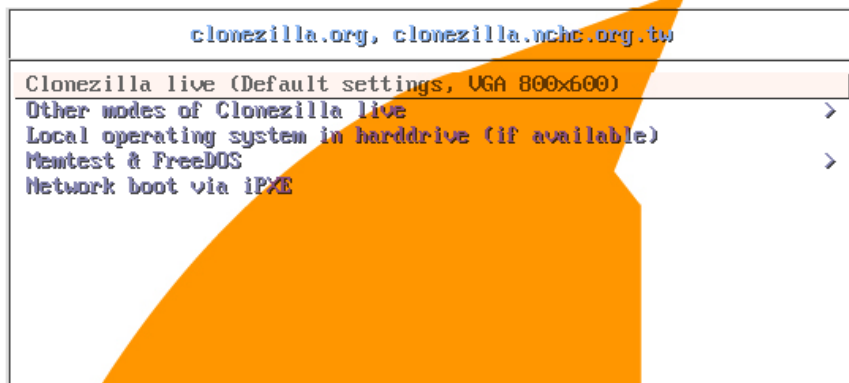 clonezilla.org, clonezilla.nchc.org.tw
Clonezilla live (Default settings, VGA 800x600)
Other modes of Clonezilla live >
Local operating system in harddrive (if available)
Memtest & FreeDOS >
Network boot via iPXE